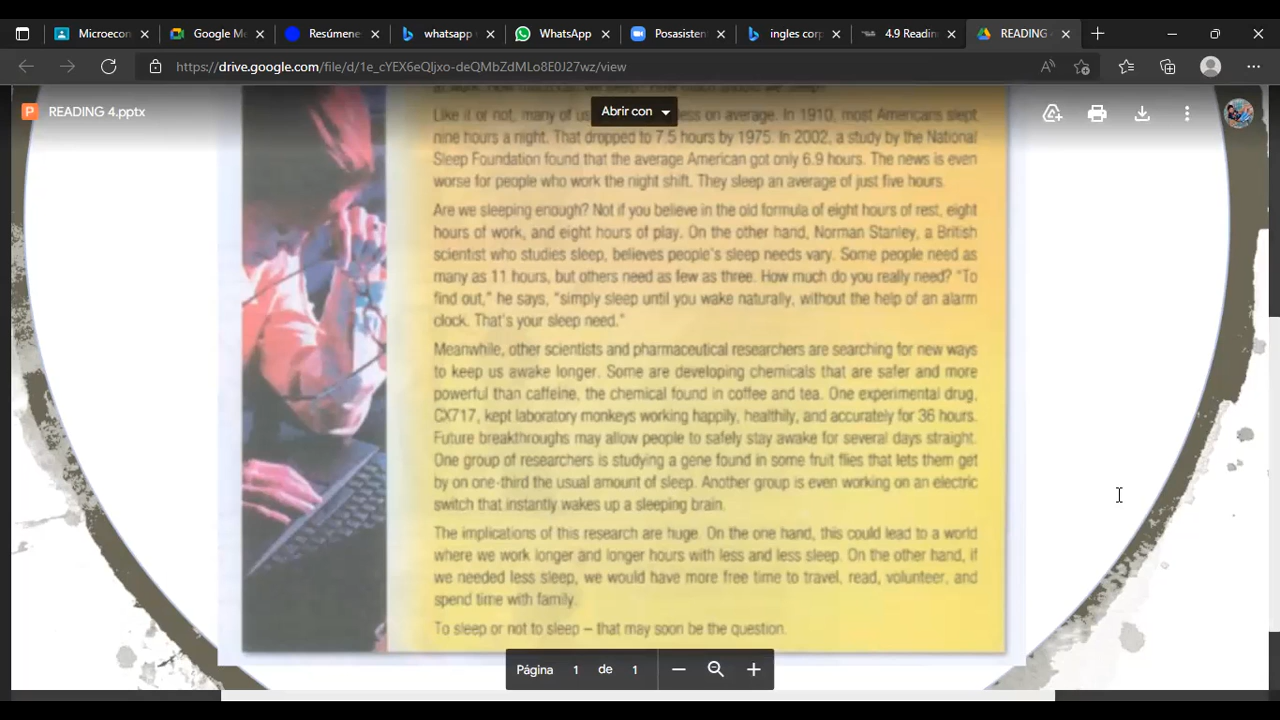 Microecon
Google Me
Resúmene
whatsapp
WhatsApp
Posasisten
ingles corp
4.9 Readin
READING
https://drive.google.com/file/d/1e_cYEX6eQIjxo-deQMbZdMLo8E0J27wz/view
READING 4.pptx
Abrir con
Like it or not, many of us less on average. In 1910, most Americans slept
nine hours a night. That dropped to 7.5 hours by 1975. In 2002, a study by the National
Sleep Foundation found that the average American got only 6.9 hours. The news is even
worse for people who work the night shift. They sleep an average of just five hours.
Are we sleeping enough? Not if you believe in the old formula of eight hours of rest, eight
hours of work, and eight hours of play. On the other hand, Norman Stanley, a British
scientist who studies sleep, believes people's sleep needs vary. Some people need as
many as 11 hours, but others need as few as three. How much do you really need? "To
find out," he says, "simply sleep until you wake naturally, without the help of an alarm
clock. That's your sleep need."
Meanwhile, other scientists and pharmaceutical researchers are searching for new ways
to keep us awake longer. Some are developing chemicals that are safer and more
powerful than caffeine, the chemical found in coffee and tea. One experimental drug,
CX717, kept laboratory monkeys working happily, healthily, and accurately for 36 hours.
Future breakthroughs may allow people to safely stay awake for several days straight.
One group of researchers is studying a gene found in some fruit flies that lets them get
by on one-third the usual amount of sleep. Another group is even working on an electric
switch that instantly wakes up a sleeping brain.
The implications of this research are huge. On the one hand, this could lead to a world
where we work longer and longer hours with less and less sleep. On the other hand, if
we needed less sleep, we would have more free time to travel, read, volunteer, and
spend time with family.
To sleep or not to sleep – that may soon be the question.
Página 1 de 1